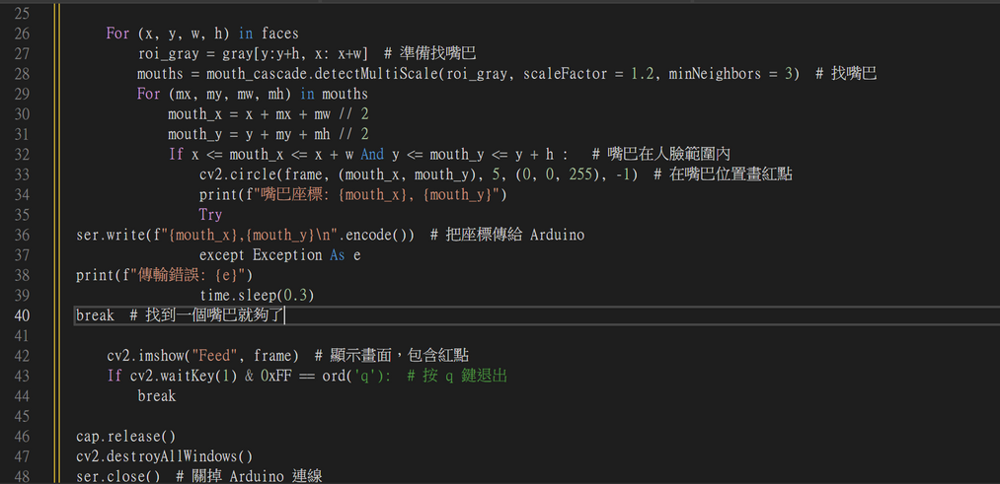 25
26 For (x, y, w, h) in faces
27 roi_gray = gray[y:y+h, x: x+w]  # 準備找嘴巴
28 mouths = mouth_cascade.detectMultiScale(roi_gray, scaleFactor = 1.2, minNeighbors = 3)  # 找嘴巴
29 For (mx, my, mw, mh) in mouths
30 mouth_x = x + mx + mw // 2
31 mouth_y = y + my + mh // 2
32 If x <= mouth_x <= x + w And y <= mouth_y <= y + h :   # 嘴巴在人臉範圍內
33 cv2.circle(frame, (mouth_x, mouth_y), 5, (0, 0, 255), -1)  # 在嘴巴位置畫紅點
34 print(f"嘴巴座標: {mouth_x}, {mouth_y}")
35 Try
36 ser.write(f"{mouth_x},{mouth_y}\n".encode())  # 把座標傳給 Arduino
37 except Exception As e
38 print(f"傳輸錯誤: {e}")
39 time.sleep(0.3)
40 break  # 找到一個嘴巴就夠了
41
42 cv2.imshow("Feed", frame)  # 顯示畫面，包含紅點
43 If cv2.waitKey(1) & 0xFF == ord('q'):  # 按 q 鍵退出
44 break
45
46 cap.release()
47 cv2.destroyAllWindows()
48 ser.close()  # 關掉 Arduino 連線